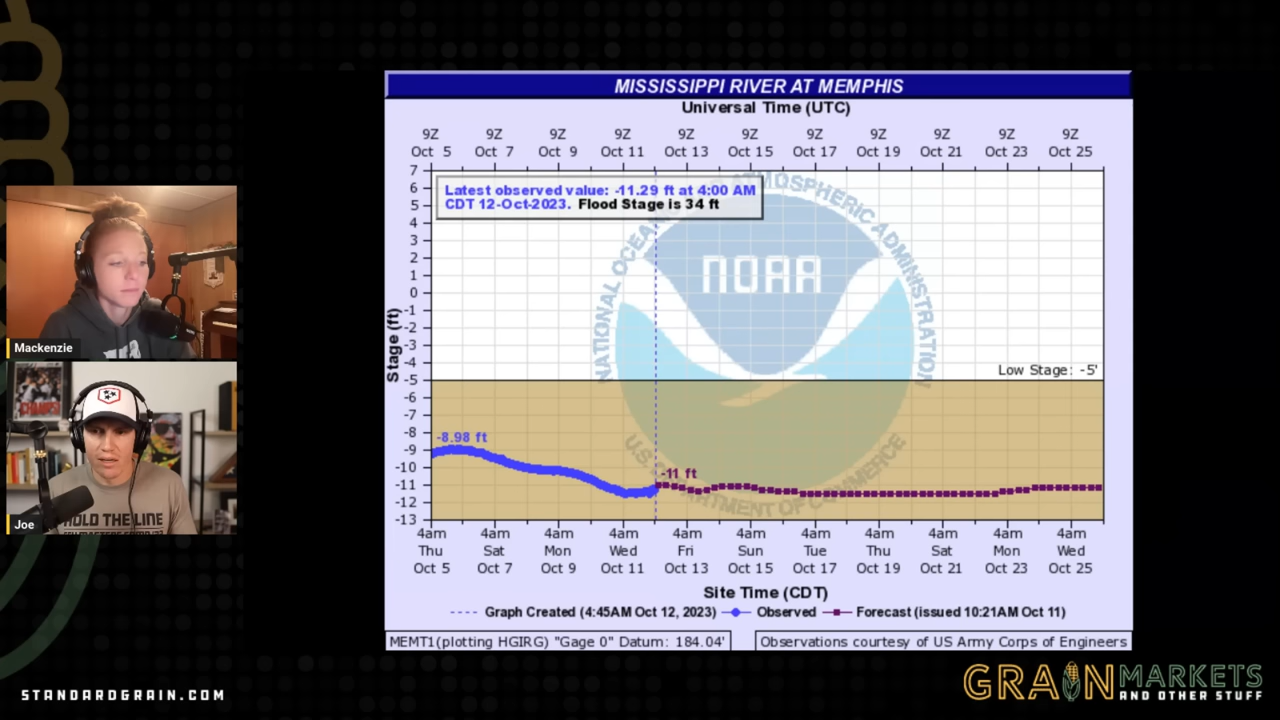 MISSISSIPPI RIVER AT MEMPHIS
Universal Time (UTC)
9Z 9Z 9Z 9Z 9Z 9Z 9Z 9Z 9Z 9Z 9Z
Oct 5 Oct 7 Oct 9 Oct 11 Oct 13 Oct 15 Oct 17 Oct 19 Oct 21 Oct 23 Oct 25
7
6
5
4
3
2
1
0
-1
-2
-3
-4
-5
-6
-7
-8
-9
-10
-11
-12
-13
Stage (ft)
Latest observed value: -11.29 ft at 4:00 AM
CDT 12-Oct-2023. Flood Stage is 34 ft
NOAA
NATIONAL OCEANIC AND ATMOSPHERIC ADMINISTRATION
U.S. DEPARTMENT OF COMMERCE
Low Stage: -5'
-8.98 ft
-11 ft
4am 4am 4am 4am 4am 4am 4am 4am 4am 4am 4am
Thu Sat Mon Wed Fri Sun Tue Thu Sat Mon Wed
Oct 5 Oct 7 Oct 9 Oct 11 Oct 13 Oct 15 Oct 17 Oct 19 Oct 21 Oct 23 Oct 25
Site Time (CDT)
Graph Created (4:45AM Oct 12, 2023) Observed Forecast (issued 10:21AM Oct 11)
MEMT1(plotting HGIRG) "Gage 0" Datum: 184.04'
Observations courtesy of US Army Corps of Engineers
Mackenzie
HOLD THE LINE
Joe
STANDARDGRAIN.COM
GRAIN MARKETS
AND OTHER STUFF